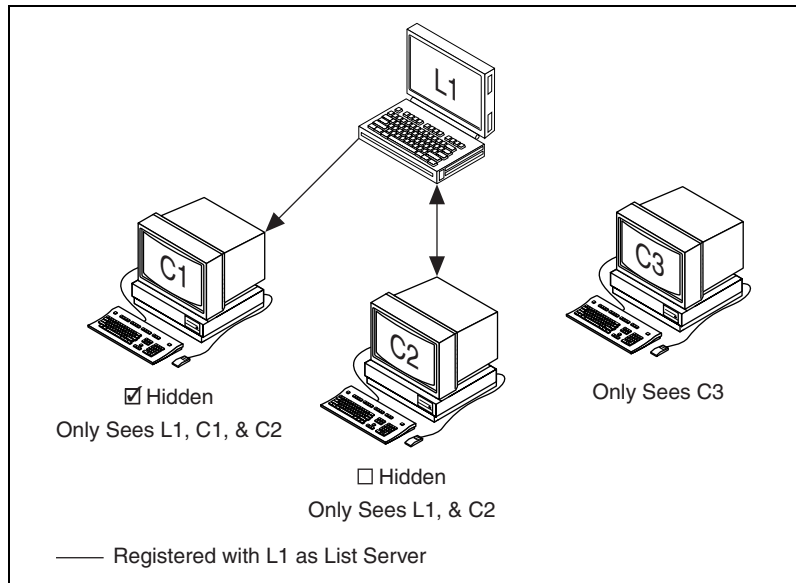 L1
C1
C3
C2
☑ Hidden
Only Sees L1, C1, & C2
Only Sees C3
☐ Hidden
Only Sees L1, & C2
Registered with L1 as List Server